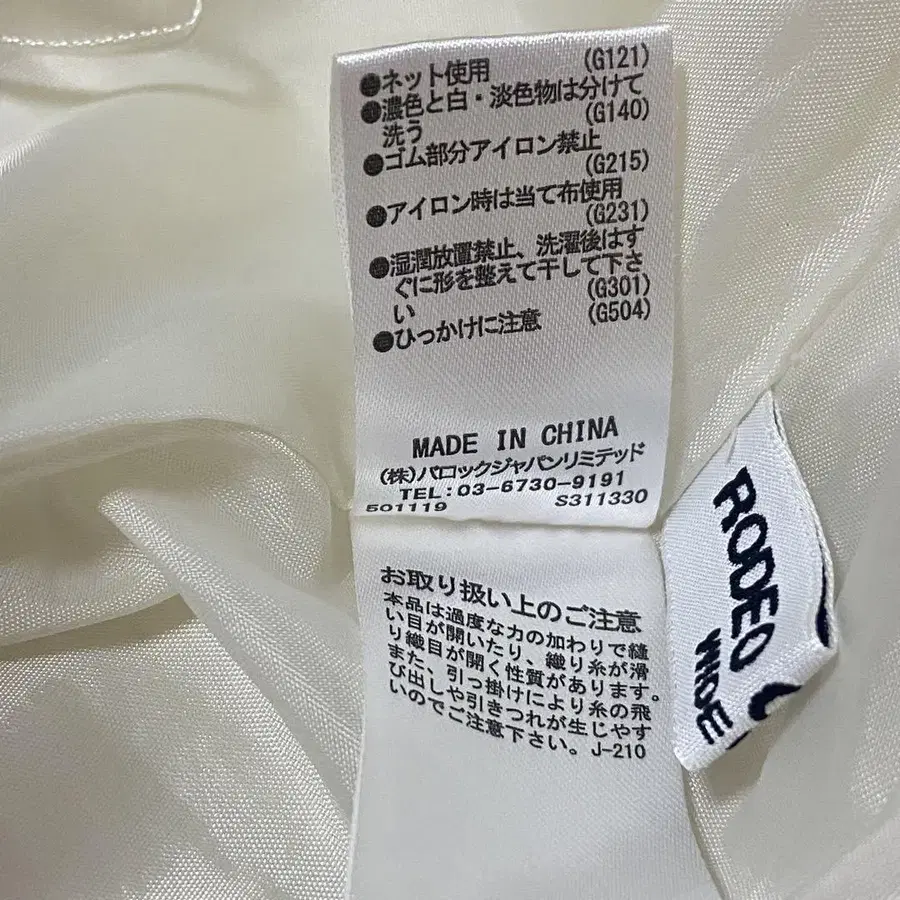 ●ネット使用 (G121)
●濃色と白・淡色物は分けて
洗う (G140)
●ゴム部分アイロン禁止
(G215)
●アイロン時は当て布使用
(G231)
●湿潤放置禁止、洗濯後はす
ぐに形を整えて干して下さ
い (G301)
●ひっかけに注意 (G504)
MADE IN CHINA
(株)バロックジャパンリミテッド
TEL:03-6730-9191
501119 S311330
お取り扱い上のご注意
本品は過度な力の加わりで縫
い目が開いたり、織り糸が滑
り織目が開く性質があります。
また、引っ掛けにより糸の飛
び出しや引きつれが生じやす
いのでご注意下さい。J-210
RODEO
WIDE